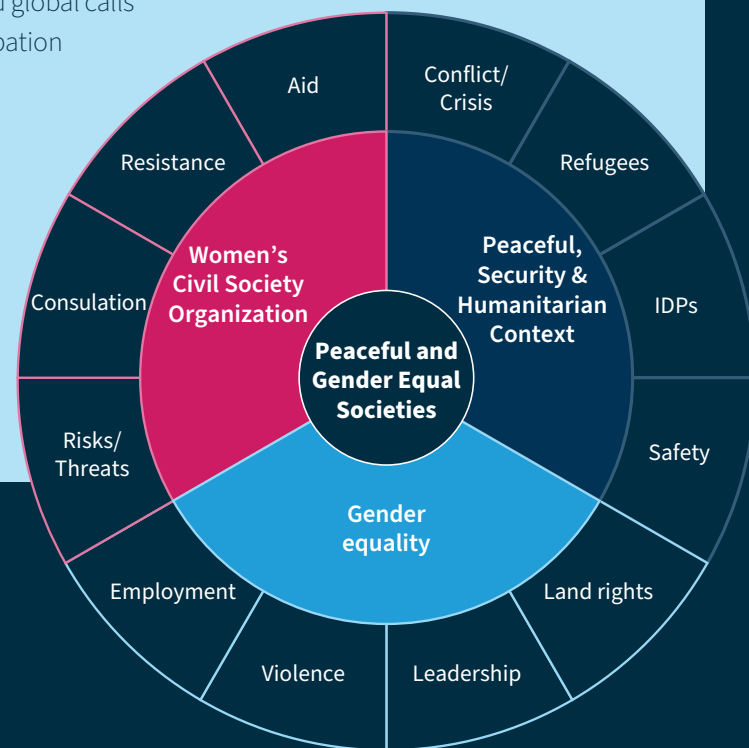 global calls
Aid
Conflict/
Crisis
Resistance
Refugees
Women’s
Civil Society
Organization
Peaceful,
Security &
Humanitarian
Context
Consulation
IDPs
Peaceful and
Gender Equal
Societies
Risks/
Threats
Safety
Gender
equality
Employment
Land rights
Violence
Leadership